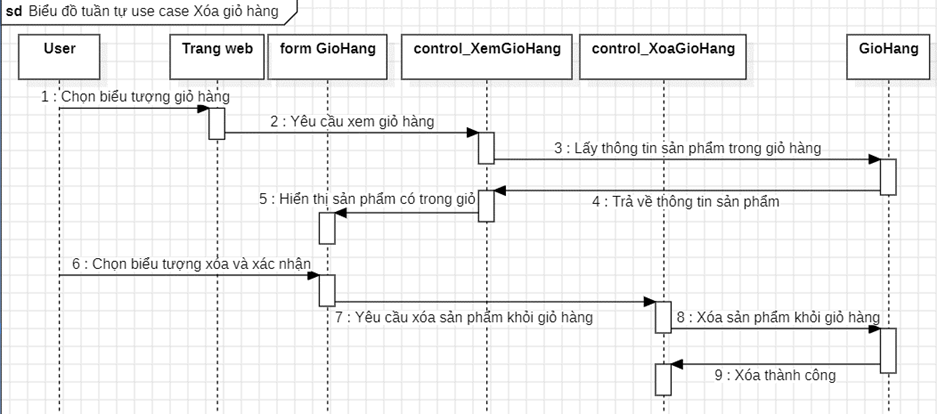 sd Biểu đồ tuần tự use case Xóa giỏ hàng
User
Trang web
form GioHang
control_XemGioHang
control_XoaGioHang
GioHang
1 : Chọn biểu tượng giỏ hàng
2 : Yêu cầu xem giỏ hàng
3 : Lấy thông tin sản phẩm trong giỏ hàng
4 : Trả về thông tin sản phẩm
5 : Hiển thị sản phẩm có trong giỏ
6 : Chọn biểu tượng xóa và xác nhận
7 : Yêu cầu xóa sản phẩm khỏi giỏ hàng
8 : Xóa sản phẩm khỏi giỏ hàng
9 : Xóa thành công